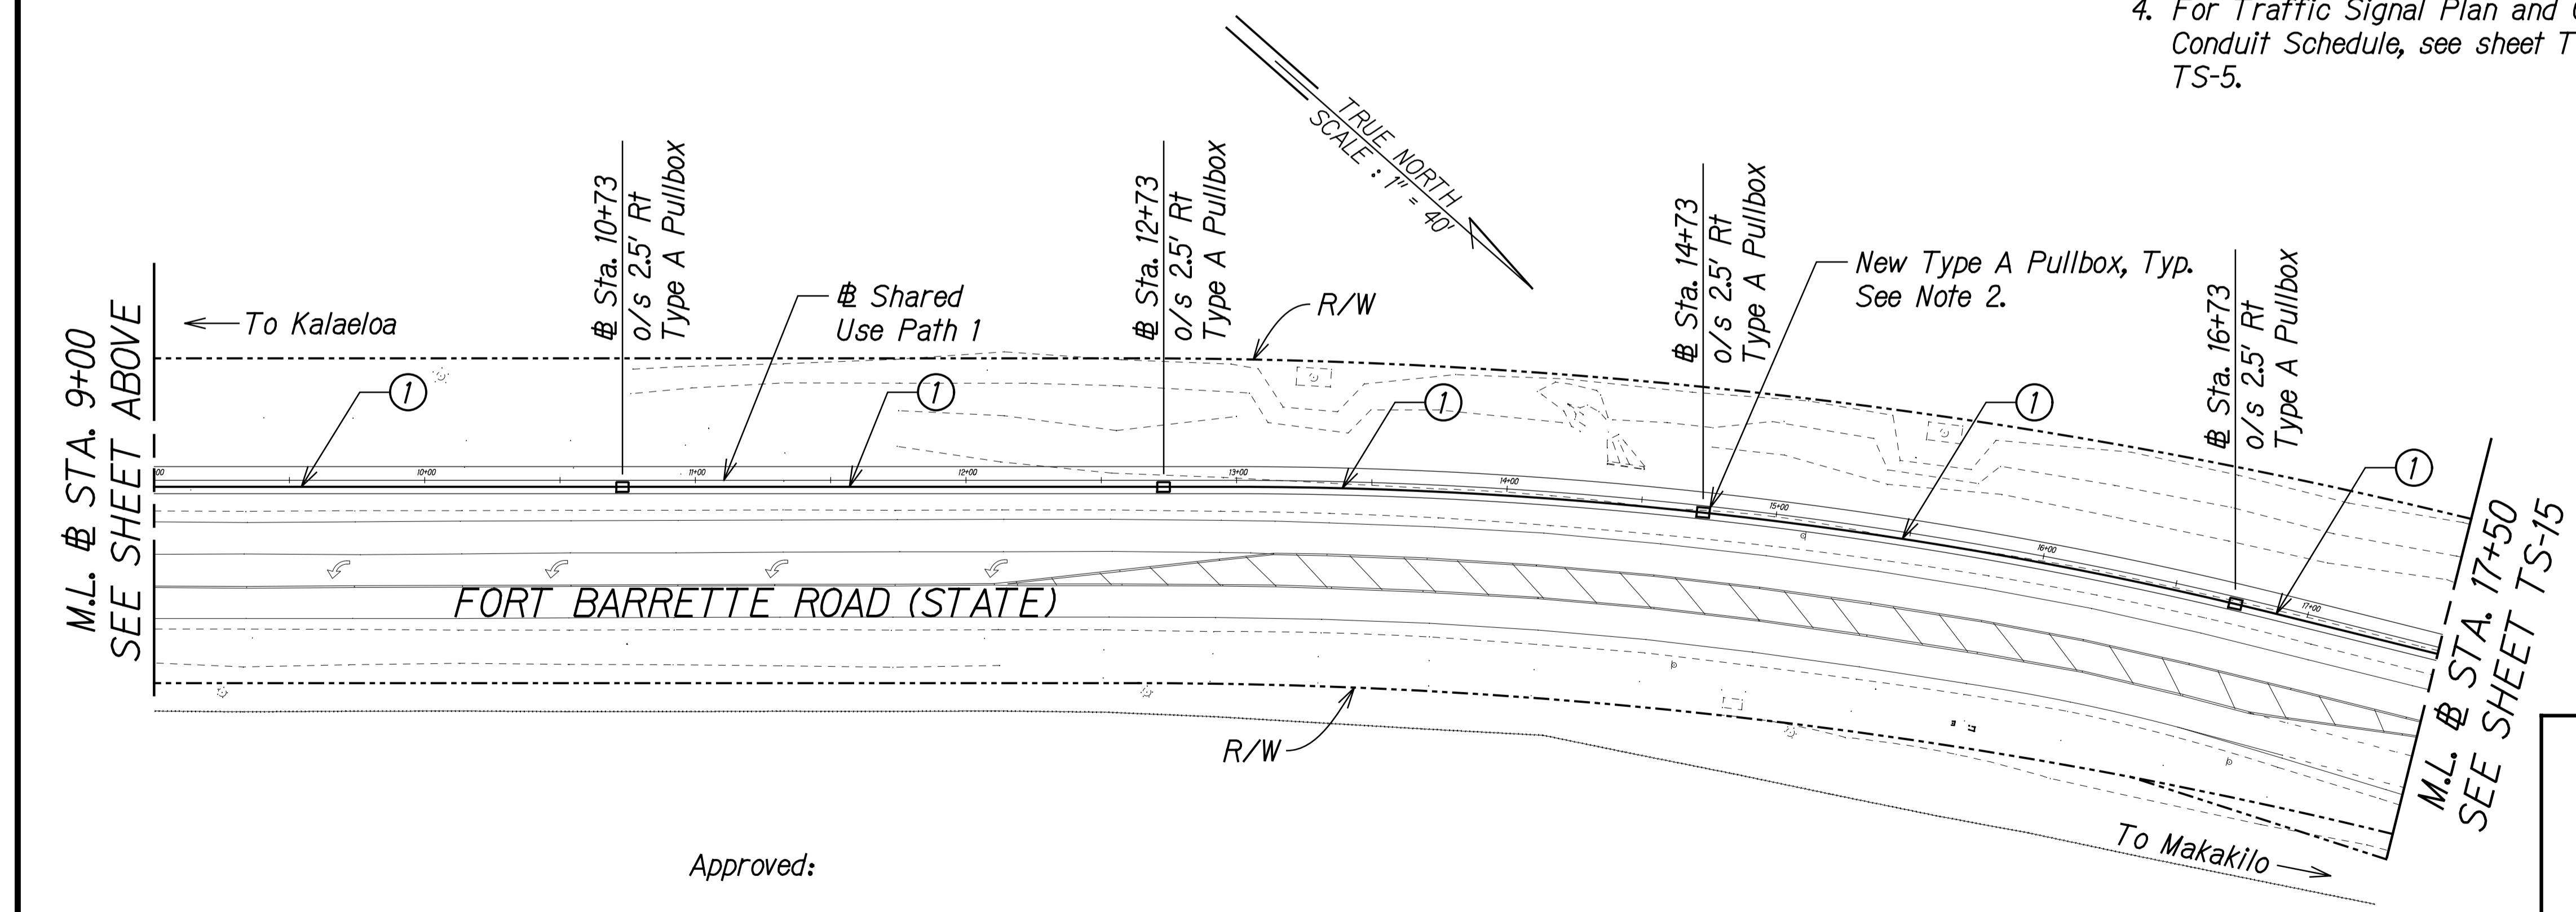 4. For Traffic Signal Plan and
Conduit Schedule, see sheet
TS-5.
TRUE NORTH
SCALE : 1" = 40'
M.L. ⅊ STA. 9+00
SEE SHEET ABOVE
To Kalaeloa
⅊ Sta. 10+73
o/s 2.5' Rt
Type A Pullbox
⅊ Shared
Use Path 1
⅊ Sta. 12+73
o/s 2.5' Rt
Type A Pullbox
R/W
⅊ Sta. 14+73
o/s 2.5' Rt
Type A Pullbox
New Type A Pullbox, Typ.
See Note 2.
⅊ Sta. 16+73
o/s 2.5' Rt
Type A Pullbox
1
1
1
1
1
00
10+00
11+00
12+00
13+00
14+00
15+00
16+00
17+00
FORT BARRETTE ROAD (STATE)
R/W
M.L. ⅊ STA. 17+50
SEE SHEET TS-15
To Makakilo
Approved: